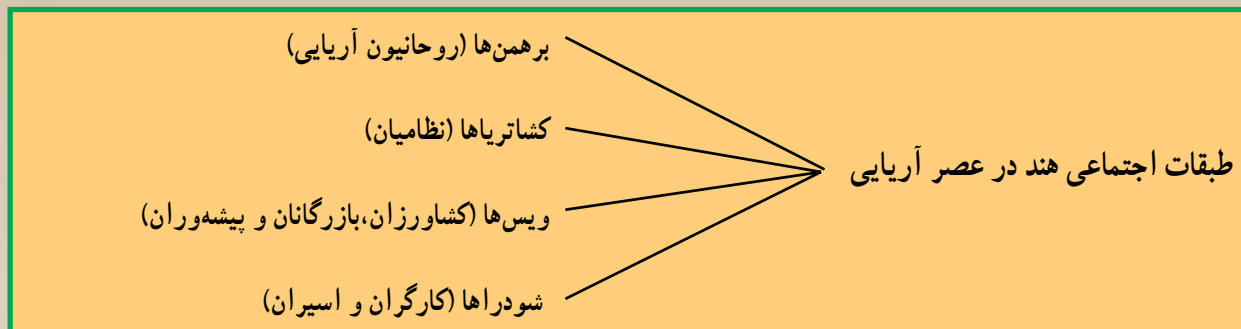 طبقات اجتماعی هند در عصر آریایی
برهمن‌ها (روحانیون آریایی)
کشاتریاها (نظامیان)
ویس‌ها (کشاورزان،بازرگانان و پیشه‌وران)
شودراها (کارگران و اسیران)